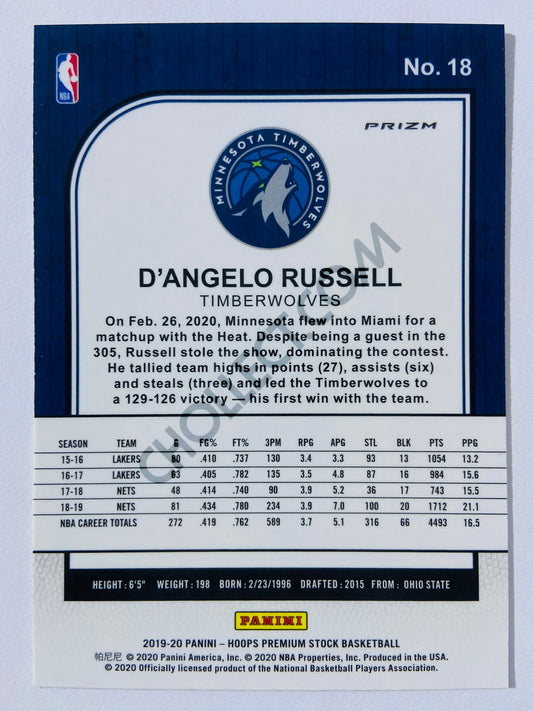 No. 18
NBA
PRIZM
MINNESOTA TIMBERWOLVES
D'ANGELO RUSSELL
TIMBERWOLVES
On Feb. 26, 2020, Minnesota flew into Miami for a
matchup with the Heat. Despite being a guest in the
305, Russell stole the show, dominating the contest.
He tallied team highs in points (27), assists (six)
and steals (three) and led the Timberwolves to
a 129-126 victory — his first win with the team.
CHOLLECT.COM
SEASON TEAM G FG% FT% 3PM RPG APG STL BLK PTS PPG
15-16 LAKERS 80 .410 .737 130 3.4 3.3 93 13 1054 13.2
16-17 LAKERS 63 .405 .782 135 3.5 4.8 87 16 984 15.6
17-18 NETS 48 .414 .740 90 3.9 5.2 36 17 743 15.5
18-19 NETS 81 .434 .780 234 3.9 7.0 100 20 1712 21.1
NBA CAREER TOTALS 272 .419 .762 589 3.7 5.1 316 66 4493 16.5
HEIGHT : 6'5" WEIGHT : 198 BORN : 2/23/1996 DRAFTED : 2015 FROM : OHIO STATE
PANINI
2019-20 PANINI – HOOPS PREMIUM STOCK BASKETBALL
帕尼尼 © 2020 Panini America, Inc. © 2020 NBA Properties, Inc. Produced in the USA.
© 2020 Officially licensed product of the National Basketball Players Association.